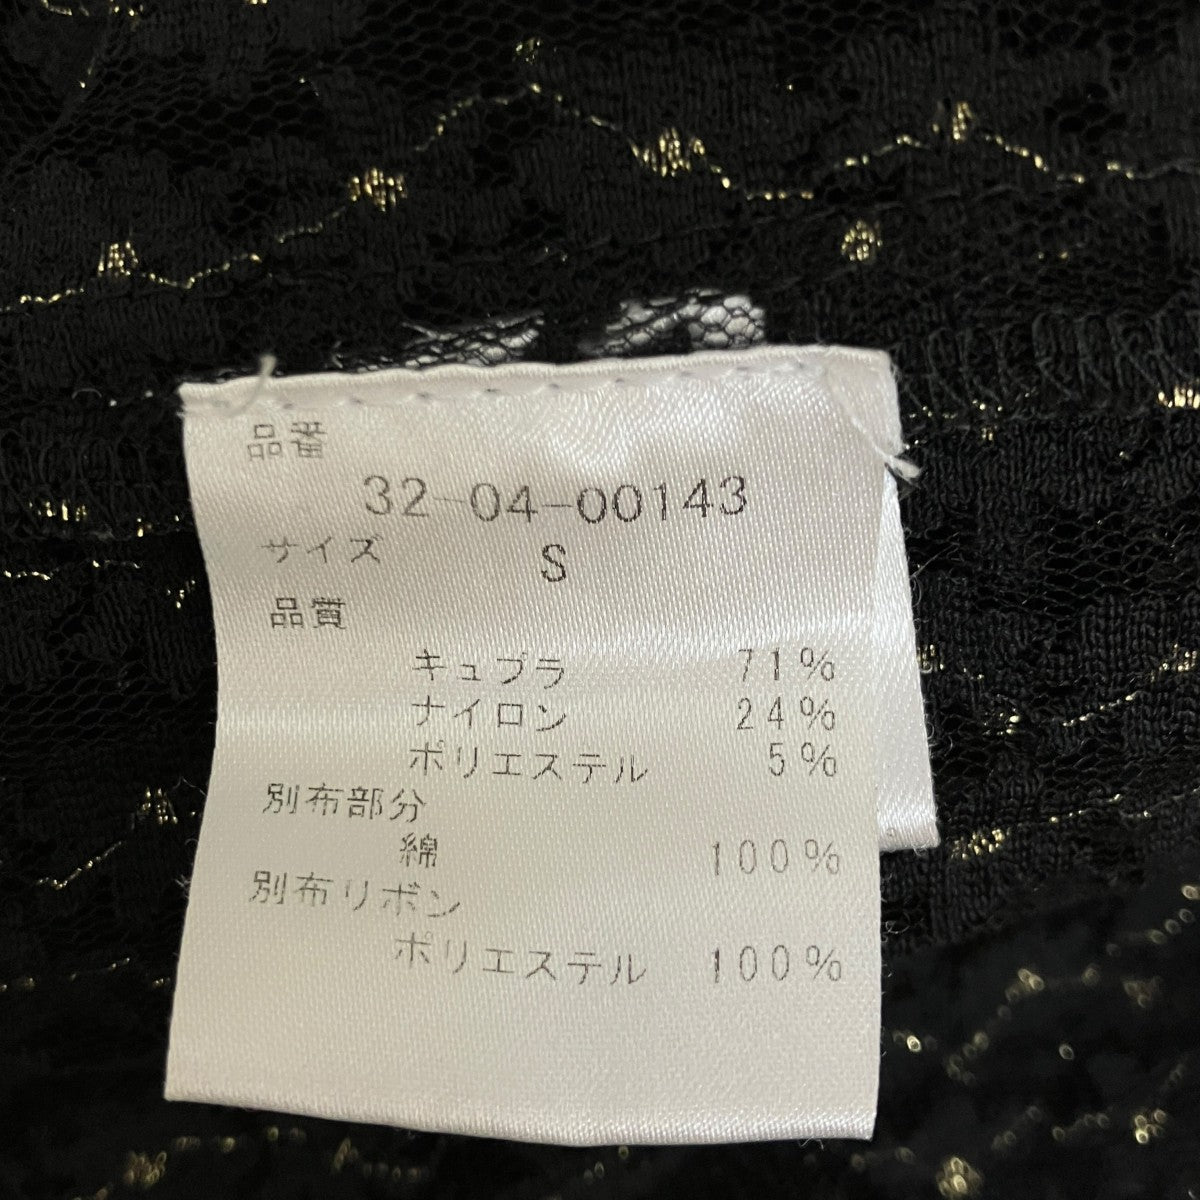 品番
32-04-00143
サイズ S
品質
キュプラ 71%
ナイロン 24%
ポリエステル 5%
別布部分
綿 100%
別布リボン
ポリエステル 100%